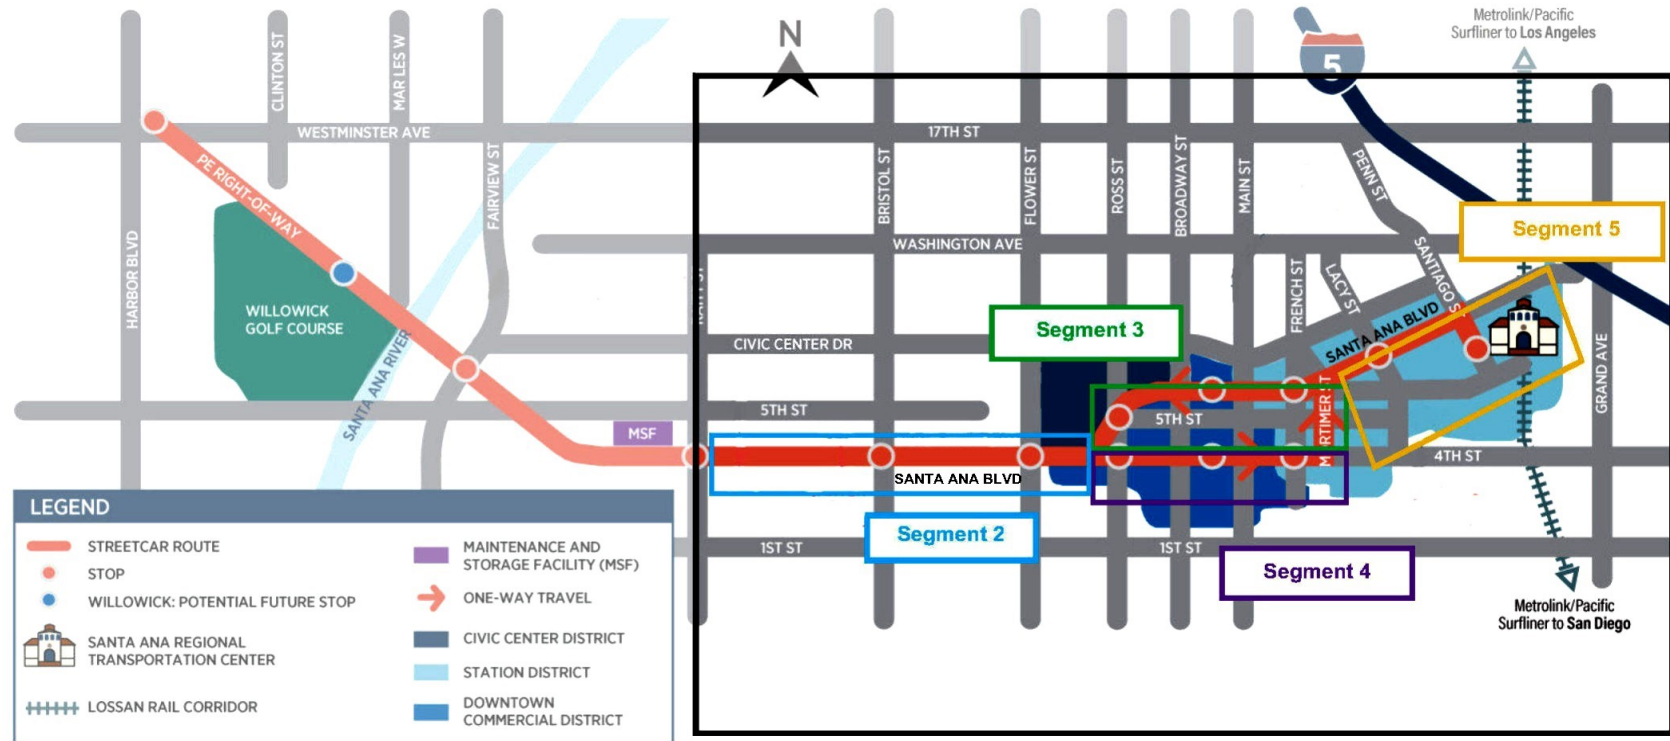 Metrolink/Pacific
Surfliner to Los Angeles
N
5
CLINTON ST
MAR LES W
WESTMINSTER AVE
17TH ST
PE RIGHT-OF-WAY
FAIRVIEW ST
BRISTOL ST
FLOWER ST
ROSS ST
BROADWAY ST
MAIN ST
PENN ST
Segment 5
HARBOR BLVD
WASHINGTON AVE
SANTIAGO ST
FRENCH ST
LACY ST
WILLOWICK
GOLF COURSE
Segment 3
SANTA ANA BLVD
CIVIC CENTER DR
SANTA ANA RIVER
GRAND AVE
5TH ST
5TH ST
MORTIMER ST
MSF
4TH ST
SANTA ANA BLVD
Segment 2
1ST ST
1ST ST
Segment 4
Metrolink/Pacific
Surfliner to San Diego
LEGEND
STREETCAR ROUTE
STOP
WILLOWICK: POTENTIAL FUTURE STOP
SANTA ANA REGIONAL
TRANSPORTATION CENTER
LOSSAN RAIL CORRIDOR
MAINTENANCE AND
STORAGE FACILITY (MSF)
ONE-WAY TRAVEL
CIVIC CENTER DISTRICT
STATION DISTRICT
DOWNTOWN
COMMERCIAL DISTRICT